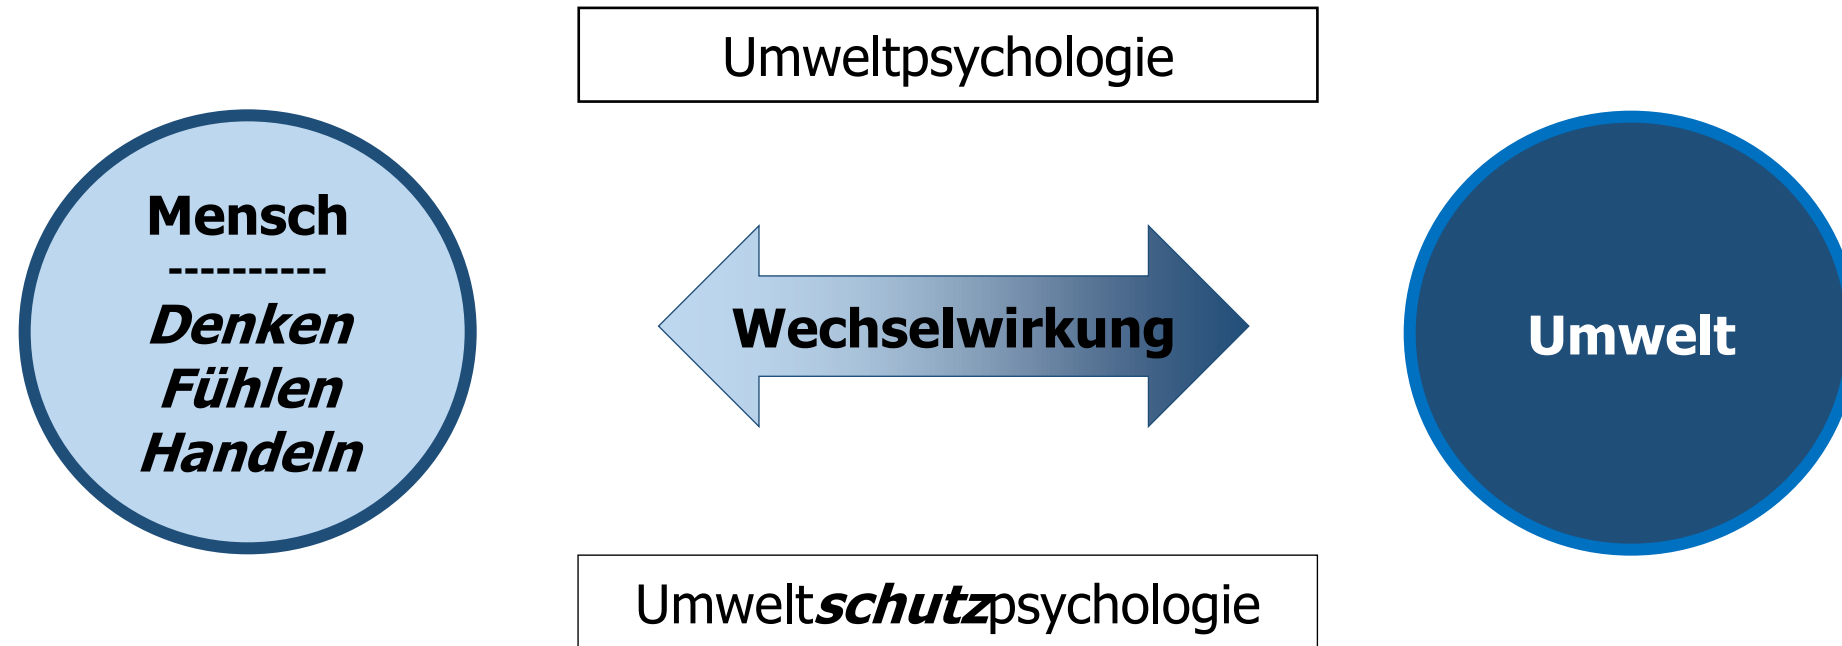 Umweltpsychologie
Mensch
----------
Denken
Fühlen
Handeln
Wechselwirkung
Umwelt
Umweltschutzpsychologie